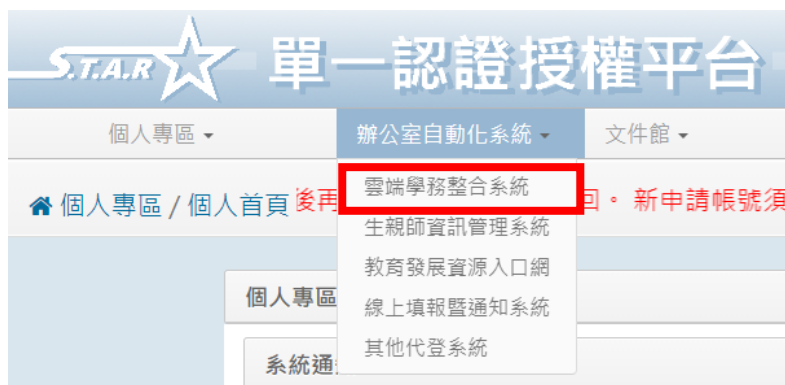 S.T.A.R 單一認證授權平台
個人專區 辦公室自動化系統 文件館
雲端學務整合系統
個人專區 / 個人首頁 後再 回。 新申請帳號須
生親師資訊管理系統
教育發展資源入口網
個人專區
線上填報暨通知系統
其他代登系統
系統通